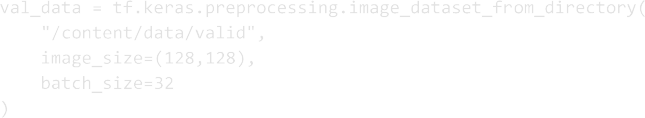 val_data = tf.keras.preprocessing.image_dataset_from_directory(
    "/content/data/valid",
    image_size=(128,128),
    batch_size=32
)